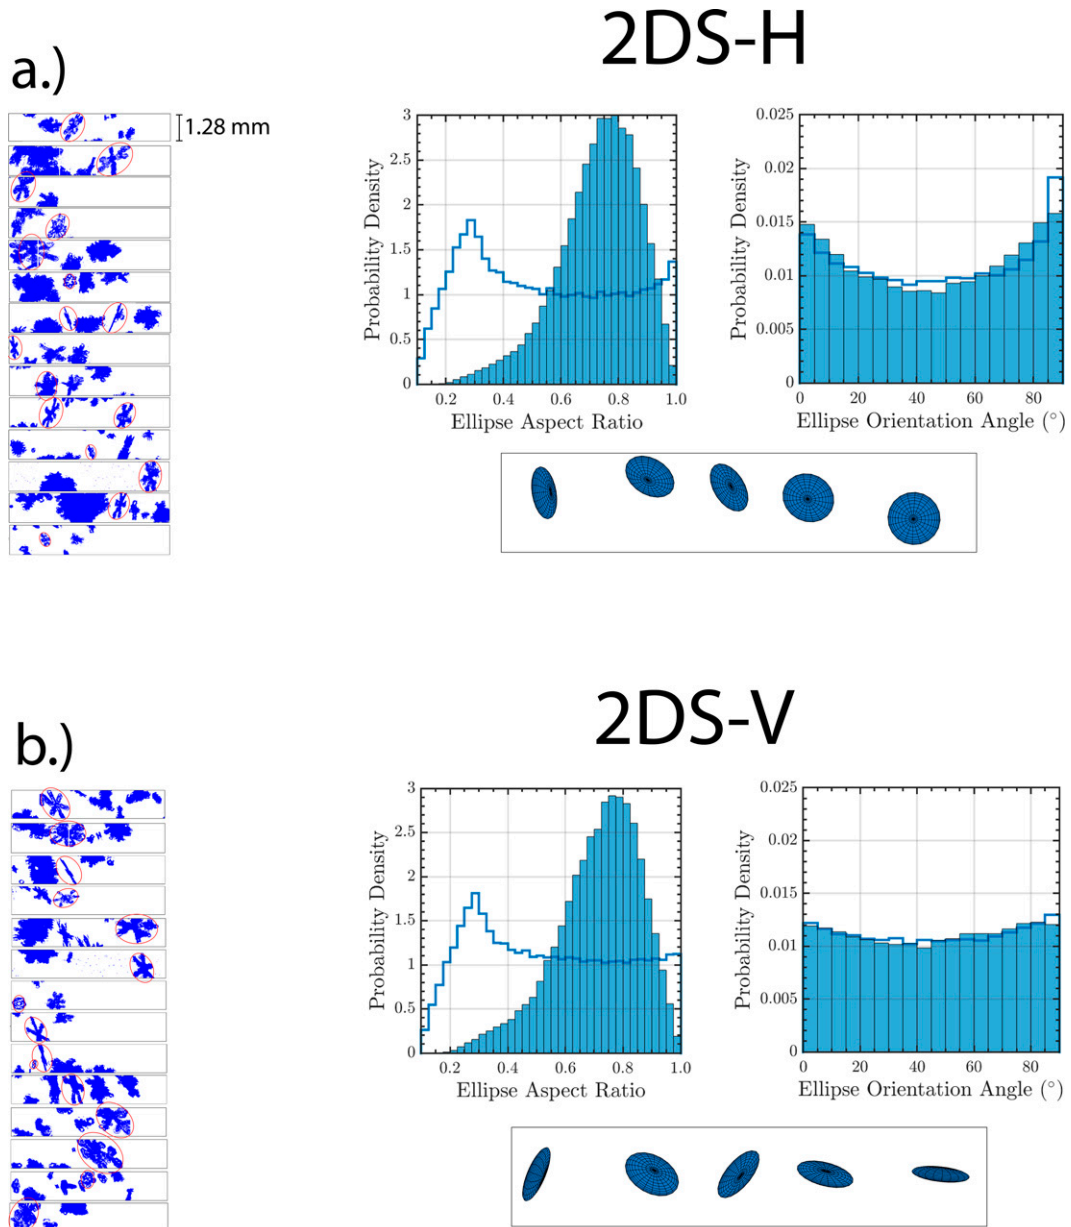 2DS-H
a.)
1.28 mm
Probability Density
3
2.5
2
1.5
1
0.5
0
0.2 0.4 0.6 0.8 1.0
Ellipse Aspect Ratio
Probability Density
0.025
0.02
0.015
0.01
0.005
0
0 20 40 60 80
Ellipse Orientation Angle (°)
2DS-V
b.)
Probability Density
3
2.5
2
1.5
1
0.5
0
0.2 0.4 0.6 0.8 1.0
Ellipse Aspect Ratio
Probability Density
0.025
0.02
0.015
0.01
0.005
0
0 20 40 60 80
Ellipse Orientation Angle (°)